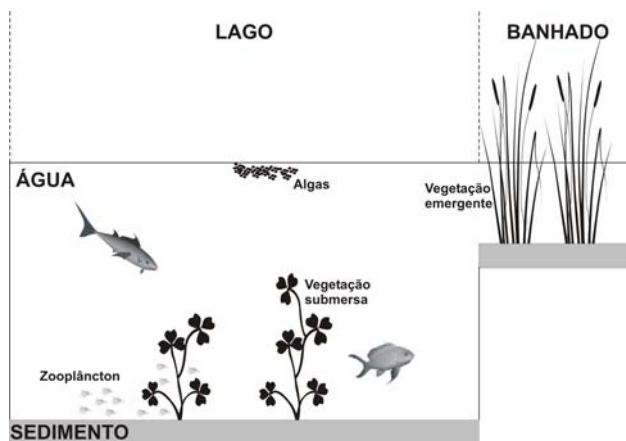 LAGO
BANHADO
ÁGUA
Algas
Vegetação
emergente
Vegetação
submersa
Zooplâncton
SEDIMENTO